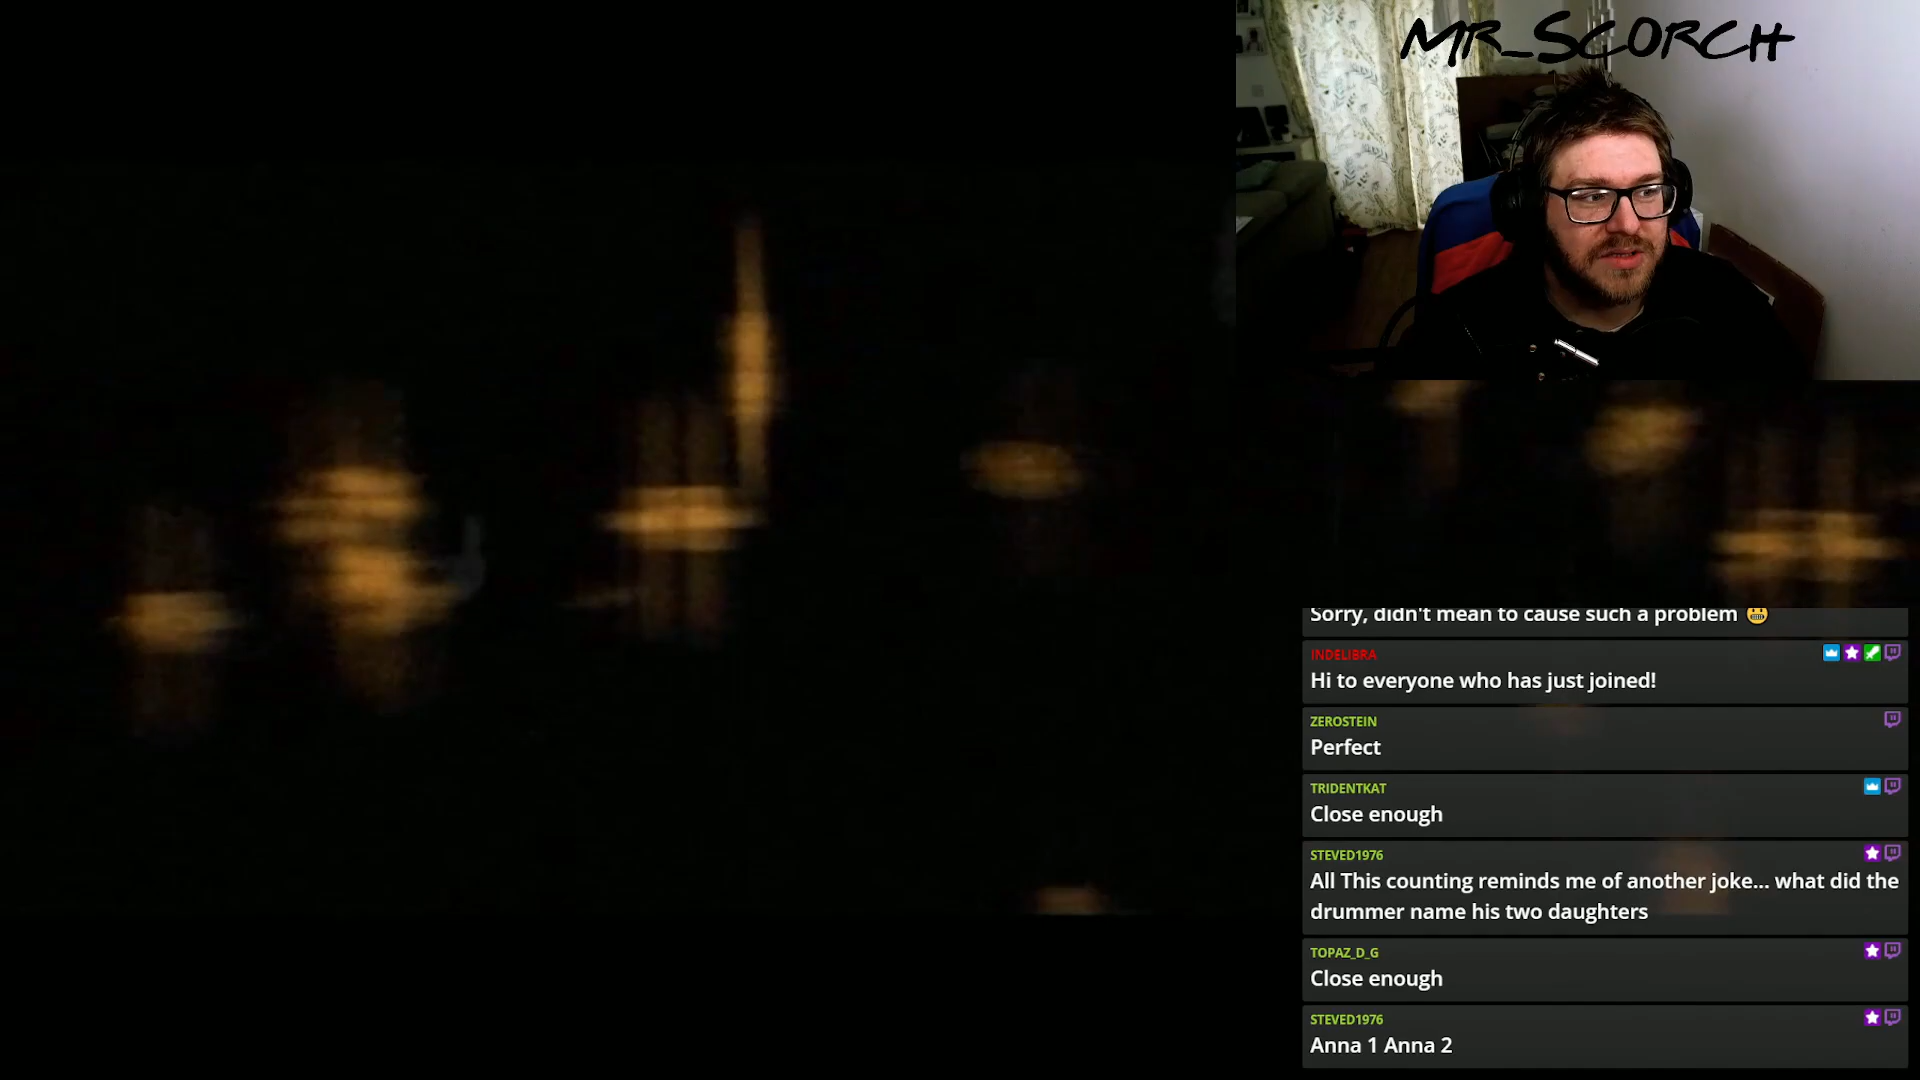 MR_SCORCH
Sorry, didn't mean to cause such a problem 😬
INDELIBRA
Hi to everyone who has just joined!
ZEROSTEIN
Perfect
TRIDENTKAT
Close enough
STEVED1976
All This counting reminds me of another joke... what did the
drummer name his two daughters
TOPAZ_D_G
Close enough
STEVED1976
Anna 1 Anna 2